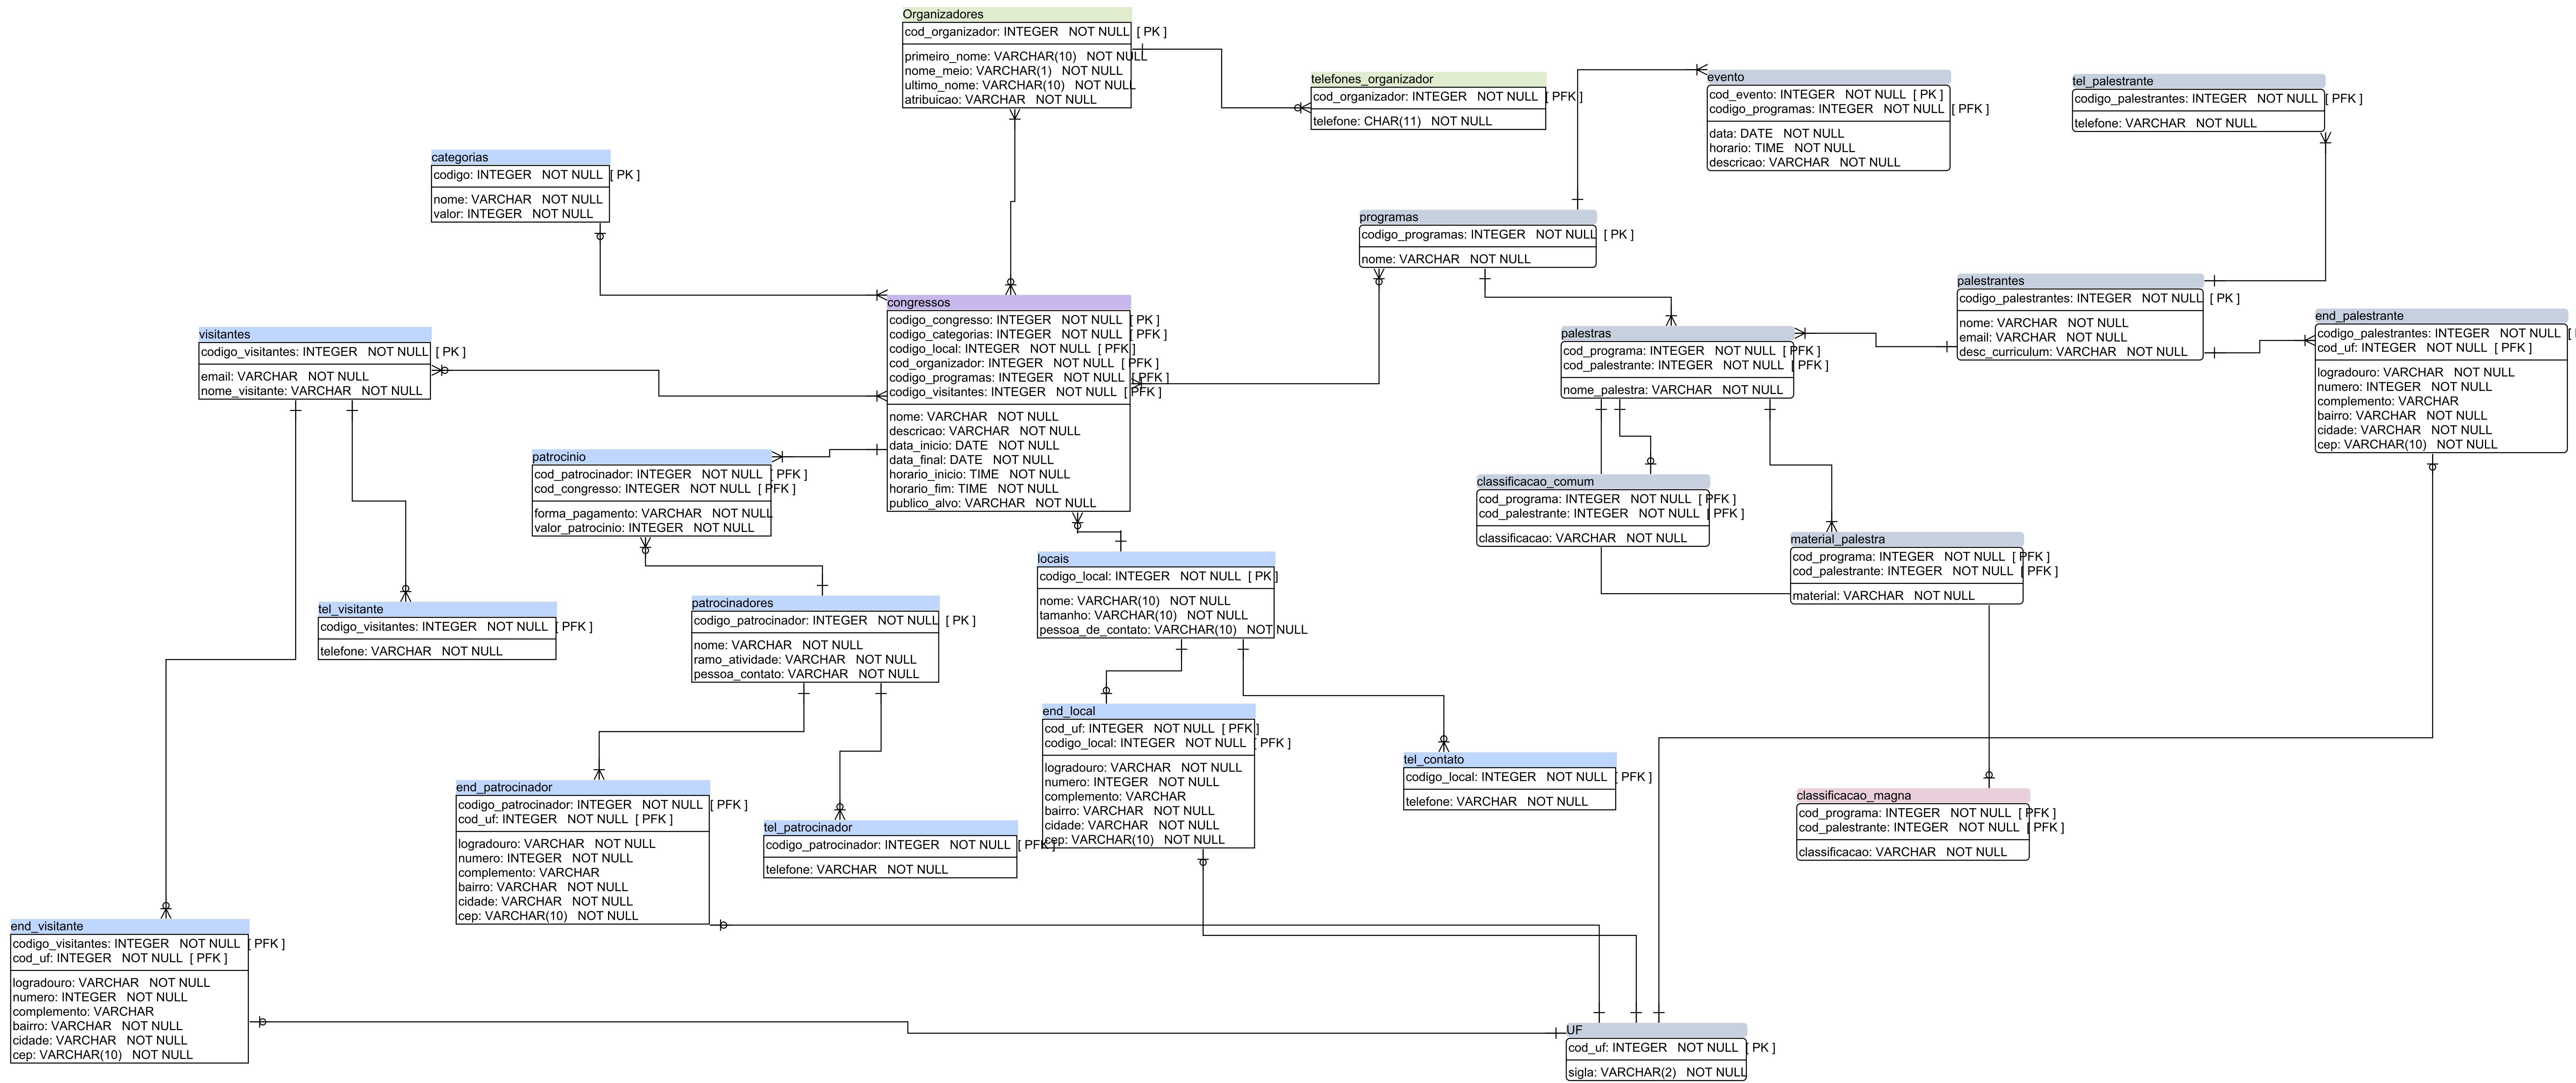 Organizadores
cod_organizador: INTEGER NOT NULL [ PK ]
primeiro_nome: VARCHAR(10) NOT NULL
nome_meio: VARCHAR(1) NOT NULL
ultimo_nome: VARCHAR(10) NOT NULL
atribuicao: VARCHAR NOT NULL
telefones_organizador
cod_organizador: INTEGER NOT NULL [ PFK ]
telefone: CHAR(11) NOT NULL
evento
cod_evento: INTEGER NOT NULL [ PK ]
codigo_programas: INTEGER NOT NULL [ PFK ]
data: DATE NOT NULL
horario: TIME NOT NULL
descricao: VARCHAR NOT NULL
tel_palestrante
codigo_palestrantes: INTEGER NOT NULL [ PFK ]
telefone: VARCHAR NOT NULL
categorias
codigo: INTEGER NOT NULL [ PK ]
nome: VARCHAR NOT NULL
valor: INTEGER NOT NULL
programas
codigo_programas: INTEGER NOT NULL [ PK ]
nome: VARCHAR NOT NULL
palestrantes
codigo_palestrantes: INTEGER NOT NULL [ PK ]
nome: VARCHAR NOT NULL
email: VARCHAR NOT NULL
desc_curriculum: VARCHAR NOT NULL
congressos
codigo_congresso: INTEGER NOT NULL [ PK ]
codigo_categorias: INTEGER NOT NULL [ PFK ]
codigo_local: INTEGER NOT NULL [ PFK ]
cod_organizador: INTEGER NOT NULL [ PFK ]
codigo_programas: INTEGER NOT NULL [ PFK ]
codigo_visitantes: INTEGER NOT NULL [ PFK ]
nome: VARCHAR NOT NULL
descricao: VARCHAR NOT NULL
data_inicio: DATE NOT NULL
data_final: DATE NOT NULL
horario_inicio: TIME NOT NULL
horario_fim: TIME NOT NULL
publico_alvo: VARCHAR NOT NULL
end_palestrante
codigo_palestrantes: INTEGER NOT NULL [
cod_uf: INTEGER NOT NULL [ PFK ]
logradouro: VARCHAR NOT NULL
numero: INTEGER NOT NULL
complemento: VARCHAR
bairro: VARCHAR NOT NULL
cidade: VARCHAR NOT NULL
cep: VARCHAR(10) NOT NULL
visitantes
codigo_visitantes: INTEGER NOT NULL [ PK ]
email: VARCHAR NOT NULL
nome_visitante: VARCHAR NOT NULL
palestras
cod_programa: INTEGER NOT NULL [ PFK ]
cod_palestrante: INTEGER NOT NULL [ PFK ]
nome_palestra: VARCHAR NOT NULL
patrocinio
cod_patrocinador: INTEGER NOT NULL [ PFK ]
cod_congresso: INTEGER NOT NULL [ PFK ]
forma_pagamento: VARCHAR NOT NULL
valor_patrocinio: INTEGER NOT NULL
classificacao_comum
cod_programa: INTEGER NOT NULL [ PFK ]
cod_palestrante: INTEGER NOT NULL [ PFK ]
classificacao: VARCHAR NOT NULL
material_palestra
cod_programa: INTEGER NOT NULL [ PFK ]
cod_palestrante: INTEGER NOT NULL [ PFK ]
material: VARCHAR NOT NULL
locais
codigo_local: INTEGER NOT NULL [ PK ]
nome: VARCHAR(10) NOT NULL
tamanho: VARCHAR(10) NOT NULL
pessoa_de_contato: VARCHAR(10) NOT NULL
tel_visitante
codigo_visitantes: INTEGER NOT NULL [ PFK ]
telefone: VARCHAR NOT NULL
patrocinadores
codigo_patrocinador: INTEGER NOT NULL [ PK ]
nome: VARCHAR NOT NULL
ramo_atividade: VARCHAR NOT NULL
pessoa_contato: VARCHAR NOT NULL
end_local
cod_uf: INTEGER NOT NULL [ PFK ]
codigo_local: INTEGER NOT NULL [ PFK ]
logradouro: VARCHAR NOT NULL
numero: INTEGER NOT NULL
complemento: VARCHAR
bairro: VARCHAR NOT NULL
cidade: VARCHAR NOT NULL
cep: VARCHAR(10) NOT NULL
tel_contato
codigo_local: INTEGER NOT NULL [ PFK ]
telefone: VARCHAR NOT NULL
end_patrocinador
codigo_patrocinador: INTEGER NOT NULL [ PFK ]
cod_uf: INTEGER NOT NULL [ PFK ]
logradouro: VARCHAR NOT NULL
numero: INTEGER NOT NULL
complemento: VARCHAR
bairro: VARCHAR NOT NULL
cidade: VARCHAR NOT NULL
cep: VARCHAR(10) NOT NULL
tel_patrocinador
codigo_patrocinador: INTEGER NOT NULL [ PFK ]
telefone: VARCHAR NOT NULL
classificacao_magna
cod_programa: INTEGER NOT NULL [ PFK ]
cod_palestrante: INTEGER NOT NULL [ PFK ]
classificacao: VARCHAR NOT NULL
end_visitante
codigo_visitantes: INTEGER NOT NULL [ PFK ]
cod_uf: INTEGER NOT NULL [ PFK ]
logradouro: VARCHAR NOT NULL
numero: INTEGER NOT NULL
complemento: VARCHAR
bairro: VARCHAR NOT NULL
cidade: VARCHAR NOT NULL
cep: VARCHAR(10) NOT NULL
UF
cod_uf: INTEGER NOT NULL [ PK ]
sigla: VARCHAR(2) NOT NULL